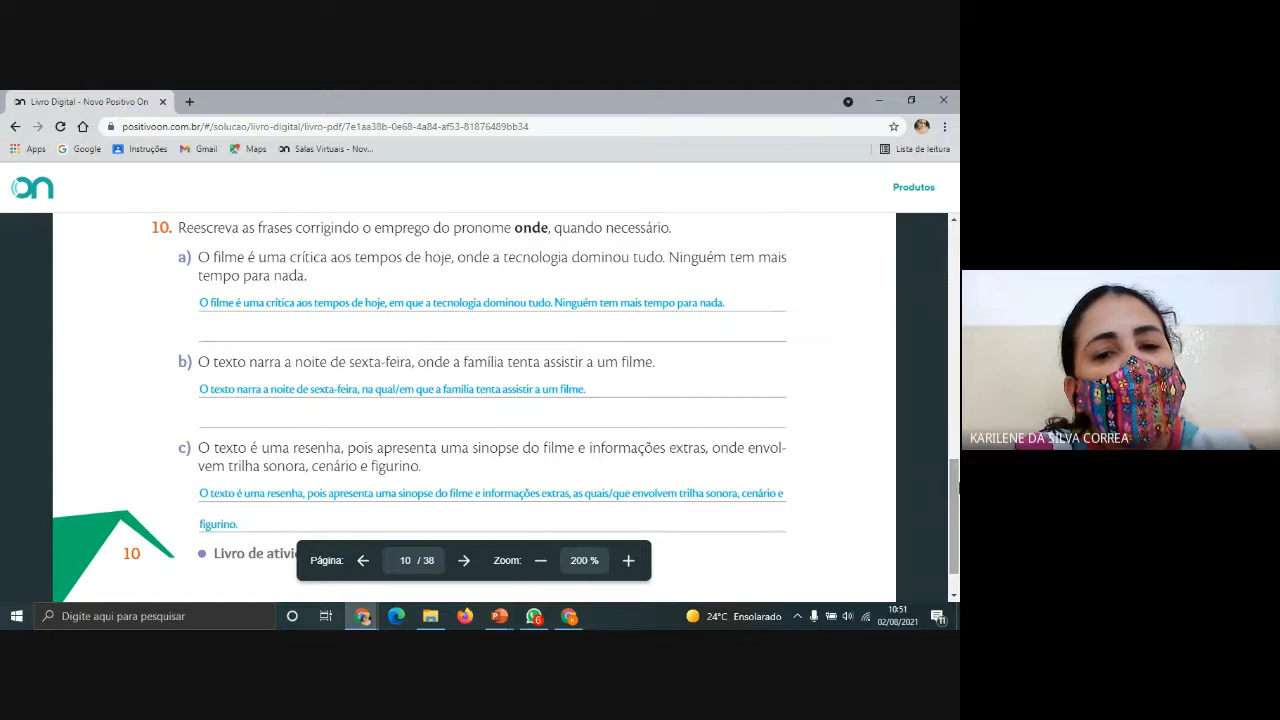 Livro Digital - Novo Positivo On
positivoon.com.br/#/solucao/livro-digital/livro-pdf/7e1aa38b-0e68-4a84-af53-81876489bb34
Apps Google Instruções Gmail Maps Salas Virtuais - Nov... Lista de leitura
on Produtos
10. Reescreva as frases corrigindo o emprego do pronome onde, quando necessário.
a) O filme é uma crítica aos tempos de hoje, onde a tecnologia dominou tudo. Ninguém tem mais
tempo para nada.
O filme é uma crítica aos tempos de hoje, em que a tecnologia dominou tudo. Ninguém tem mais tempo para nada.
b) O texto narra a noite de sexta-feira, onde a família tenta assistir a um filme.
O texto narra a noite de sexta-feira, na qual/em que a família tenta assistir a um filme.
KARILENE DA SILVA CORREA
c) O texto é uma resenha, pois apresenta uma sinopse do filme e informações extras, onde envol-
vem trilha sonora, cenário e figurino.
O texto é uma resenha, pois apresenta uma sinopse do filme e informações extras, as quais/que envolvem trilha sonora, cenário e
figurino.
10 Livro de ativi
Página: 10 / 38 Zoom: 200 %
Digite aqui para pesquisar 6 24°C Ensolarado 10:51
02/08/2021 11